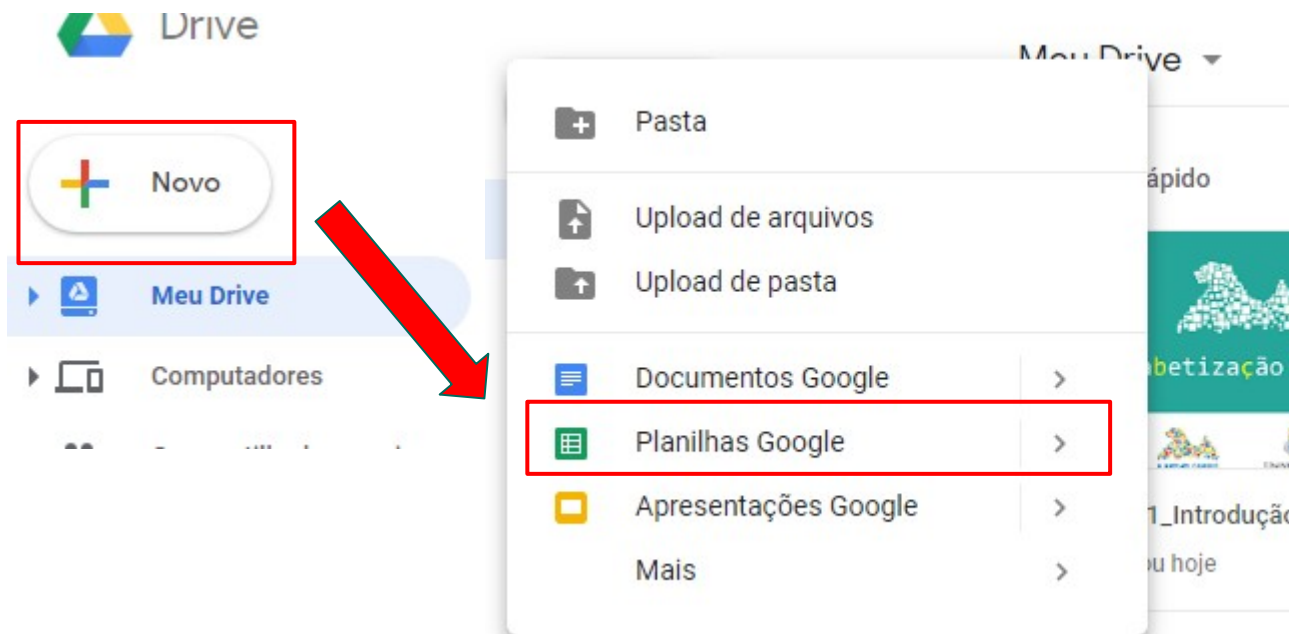 Drive
Novo
Meu Drive
Computadores
Meu Drive
Pasta
Upload de arquivos
Upload de pasta
Documentos Google
Planilhas Google
Apresentações Google
Mais
ápido
betização
1_Introdução
ou hoje